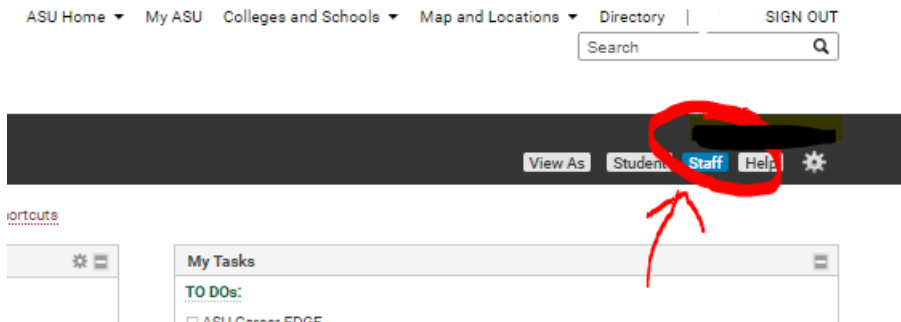 ASU Home My ASU Colleges and Schools Map and Locations Directory | SIGN OUT
Search
View As Student Staff Help
My Tasks
TO DOs:
ASU Career EDGE